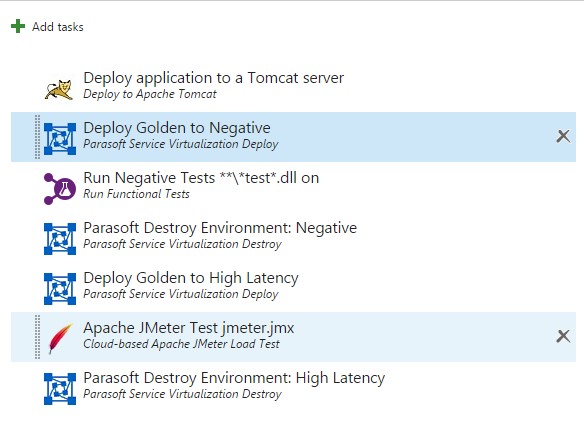 Add tasks
Deploy application to a Tomcat server
Deploy to Apache Tomcat
Deploy Golden to Negative
Parasoft Service Virtualization Deploy
Run Negative Tests **\*test*.dll on
Run Functional Tests
Parasoft Destroy Environment: Negative
Parasoft Service Virtualization Destroy
Deploy Golden to High Latency
Parasoft Service Virtualization Deploy
Apache JMeter Test jmeter.jmx
Cloud-based Apache JMeter Load Test
Parasoft Destroy Environment: High Latency
Parasoft Service Virtualization Destroy